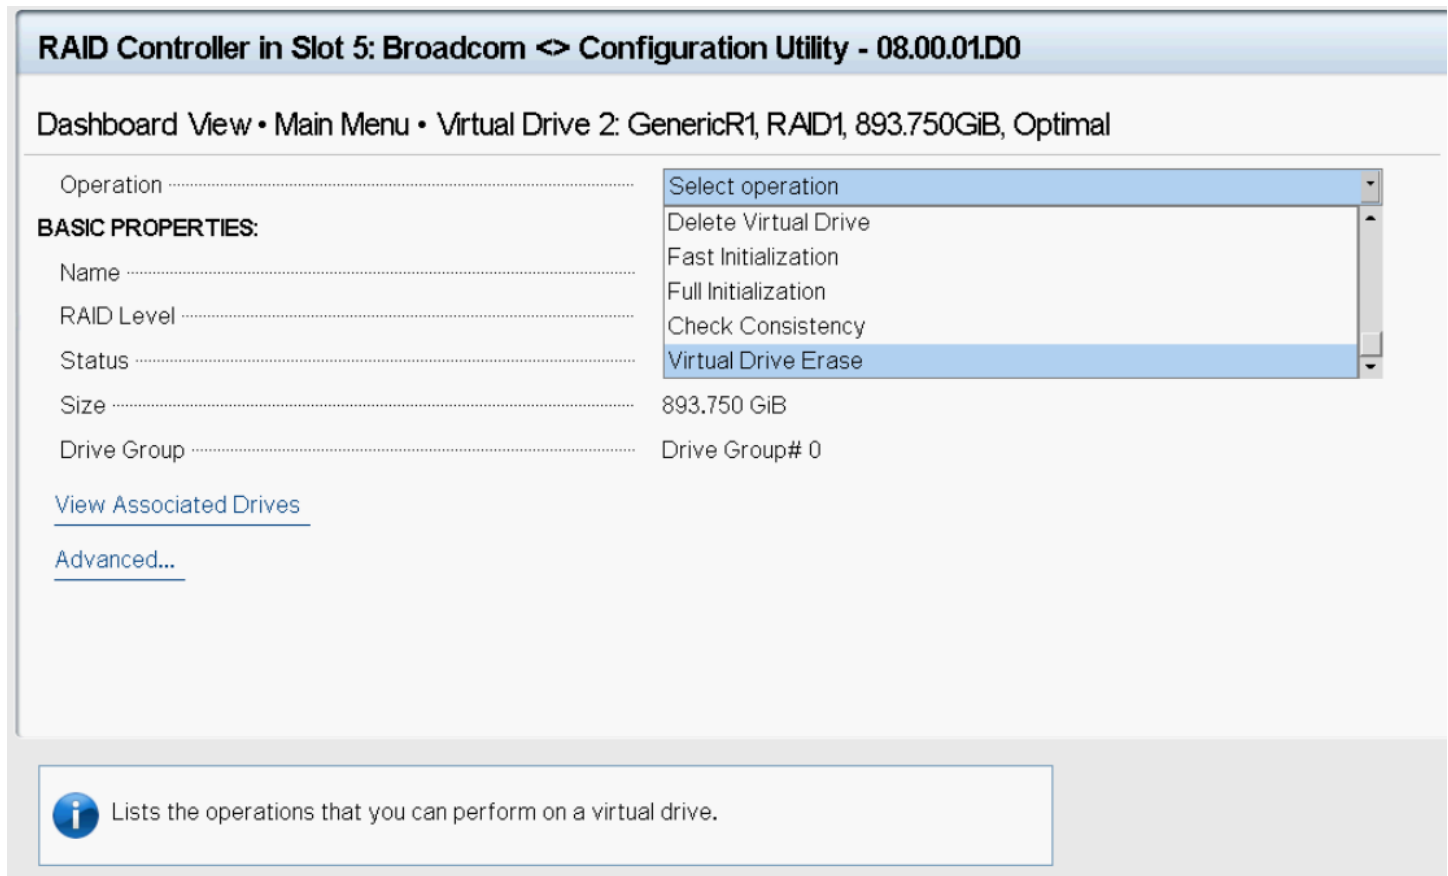 RAID Controller in Slot 5: Broadcom <> Configuration Utility - 08.00.01.D0
Dashboard View • Main Menu • Virtual Drive 2: GenericR1, RAID1, 893.750GiB, Optimal
Operation Select operation
Delete Virtual Drive
BASIC PROPERTIES:
Fast Initialization
Name
Full Initialization
RAID Level
Check Consistency
Status Virtual Drive Erase
Size 893.750 GiB
Drive Group Drive Group# 0
View Associated Drives
Advanced...
Lists the operations that you can perform on a virtual drive.